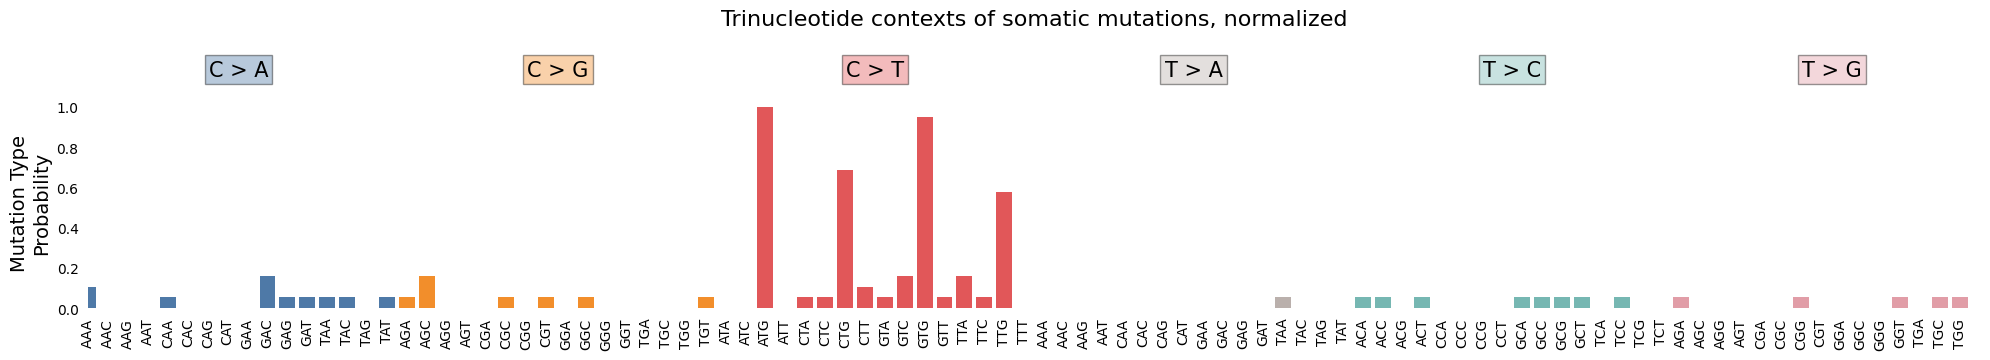 Trinucleotide contexts of somatic mutations, normalized
C > A
C > G
C > T
T > A
T > C
T > G
Mutation Type
Probability
1.0
0.8
0.6
0.4
0.2
0.0
AAA
AAC
AAG
AAT
CAA
CAC
CAG
CAT
GAA
GAC
GAG
GAT
TAA
TAC
TAG
TAT
AGA
AGC
AGG
AGT
CGA
CGC
CGG
CGT
GGA
GGC
GGG
GGT
TGA
TGC
TGG
TGT
ATA
ATC
ATG
ATT
CTA
CTC
CTG
CTT
GTA
GTC
GTG
GTT
TTA
TTC
TTG
TTT
AAA
AAC
AAG
AAT
CAA
CAC
CAG
CAT
GAA
GAC
GAG
GAT
TAA
TAC
TAG
TAT
ACA
ACC
ACG
ACT
CCA
CCC
CCG
CCT
GCA
GCC
GCG
GCT
TCA
TCC
TCG
TCT
AGA
AGC
AGG
AGT
CGA
CGC
CGG
CGT
GGA
GGC
GGG
GGT
TGA
TGC
TGG